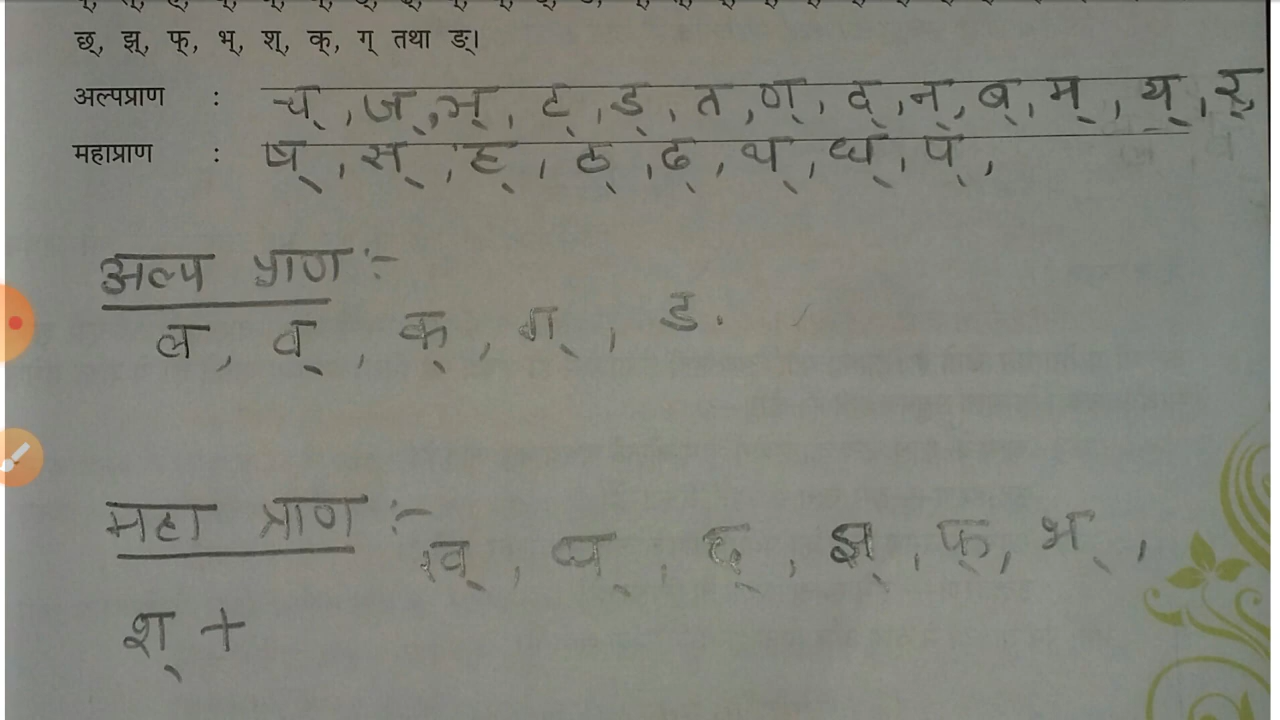 छ्, झ्, फ्, भ्, श्, क्, ग् तथा ङ्।
अल्पप्राण : च्, ज्, ञ्, ट्, ड्, त, ण्, द्, न्, ब्, म्, य्, र्,
महाप्राण : ष्, स्, ह्, ठ्, ढ्, थ्, ध्, प्,
अल्प प्राण :-
ल, व्, क्, ग्, ड.
महा प्राण :-
ख्, घ्, छ्, झ्, फ्, भ्,
श् +